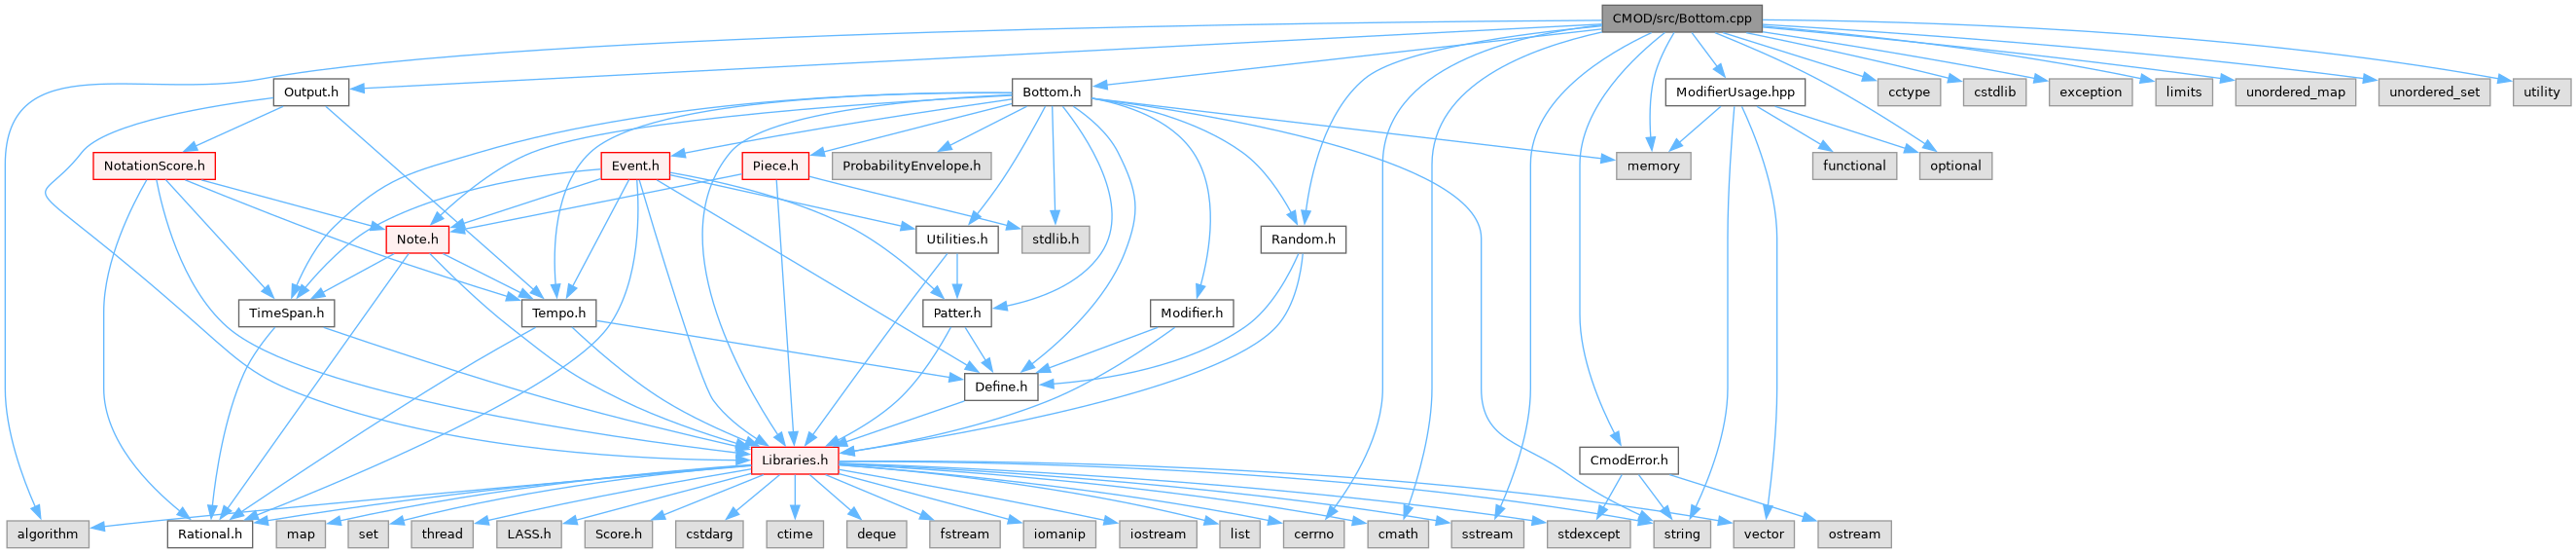 CMOD/src/Bottom.cpp
Output.h
Bottom.h
ModifierUsage.hpp
cctype
cstdlib
exception
limits
unordered_map
unordered_set
utility
NotationScore.h
Event.h
Piece.h
ProbabilityEnvelope.h
memory
functional
optional
Note.h
Utilities.h
stdlib.h
Random.h
TimeSpan.h
Tempo.h
Patter.h
Modifier.h
Define.h
Libraries.h
CmodError.h
algorithm
Rational.h
map
set
thread
LASS.h
Score.h
cstdarg
ctime
deque
fstream
iomanip
iostream
list
cerrno
cmath
sstream
stdexcept
string
vector
ostream